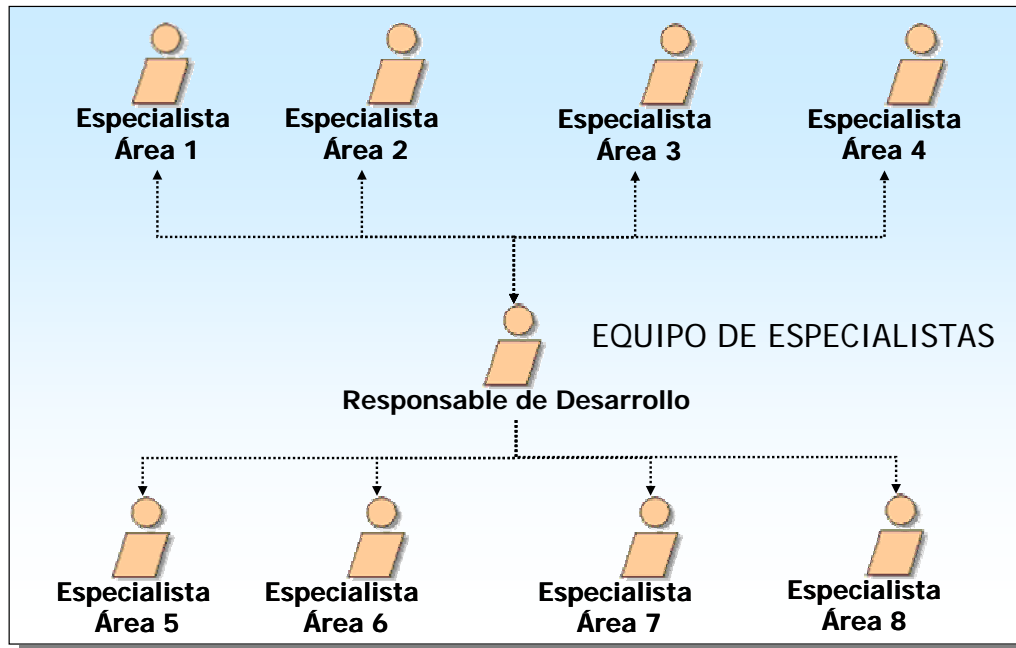 Especialista
Área 1
Especialista
Área 2
Especialista
Área 3
Especialista
Área 4
EQUIPO DE ESPECIALISTAS
Responsable de Desarrollo
Especialista
Área 5
Especialista
Área 6
Especialista
Área 7
Especialista
Área 8